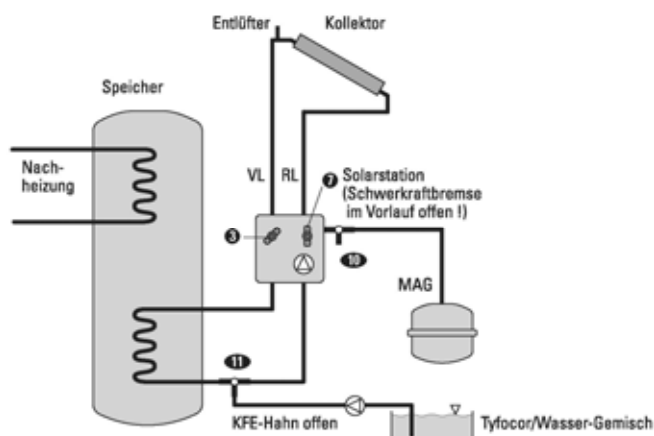 Entlüfter
Kollektor
Speicher
Nach-
heizung
VL
RL
7 Solarstation
(Schwerkraftbremse
im Vorlauf offen !)
3
10
MAG
11
KFE-Hahn offen
Tyfocor/Wasser-Gemisch